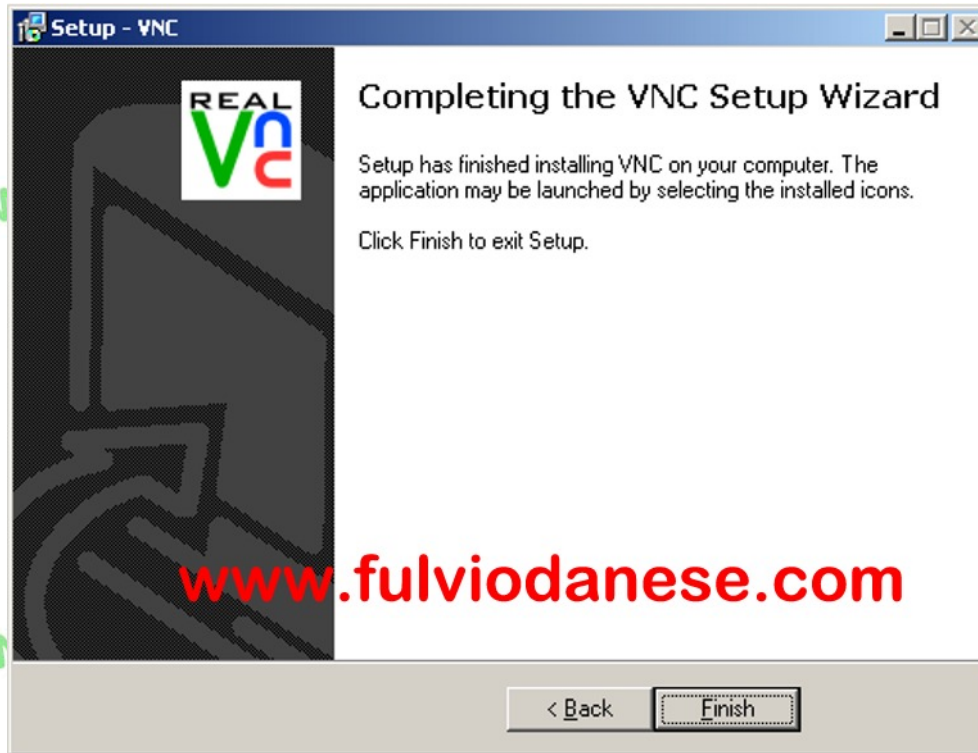 Setup - VNC
REAL
Vnc
Completing the VNC Setup Wizard
Setup has finished installing VNC on your computer. The
application may be launched by selecting the installed icons.
Click Finish to exit Setup.
www.fulviodanese.com
< Back
Finish